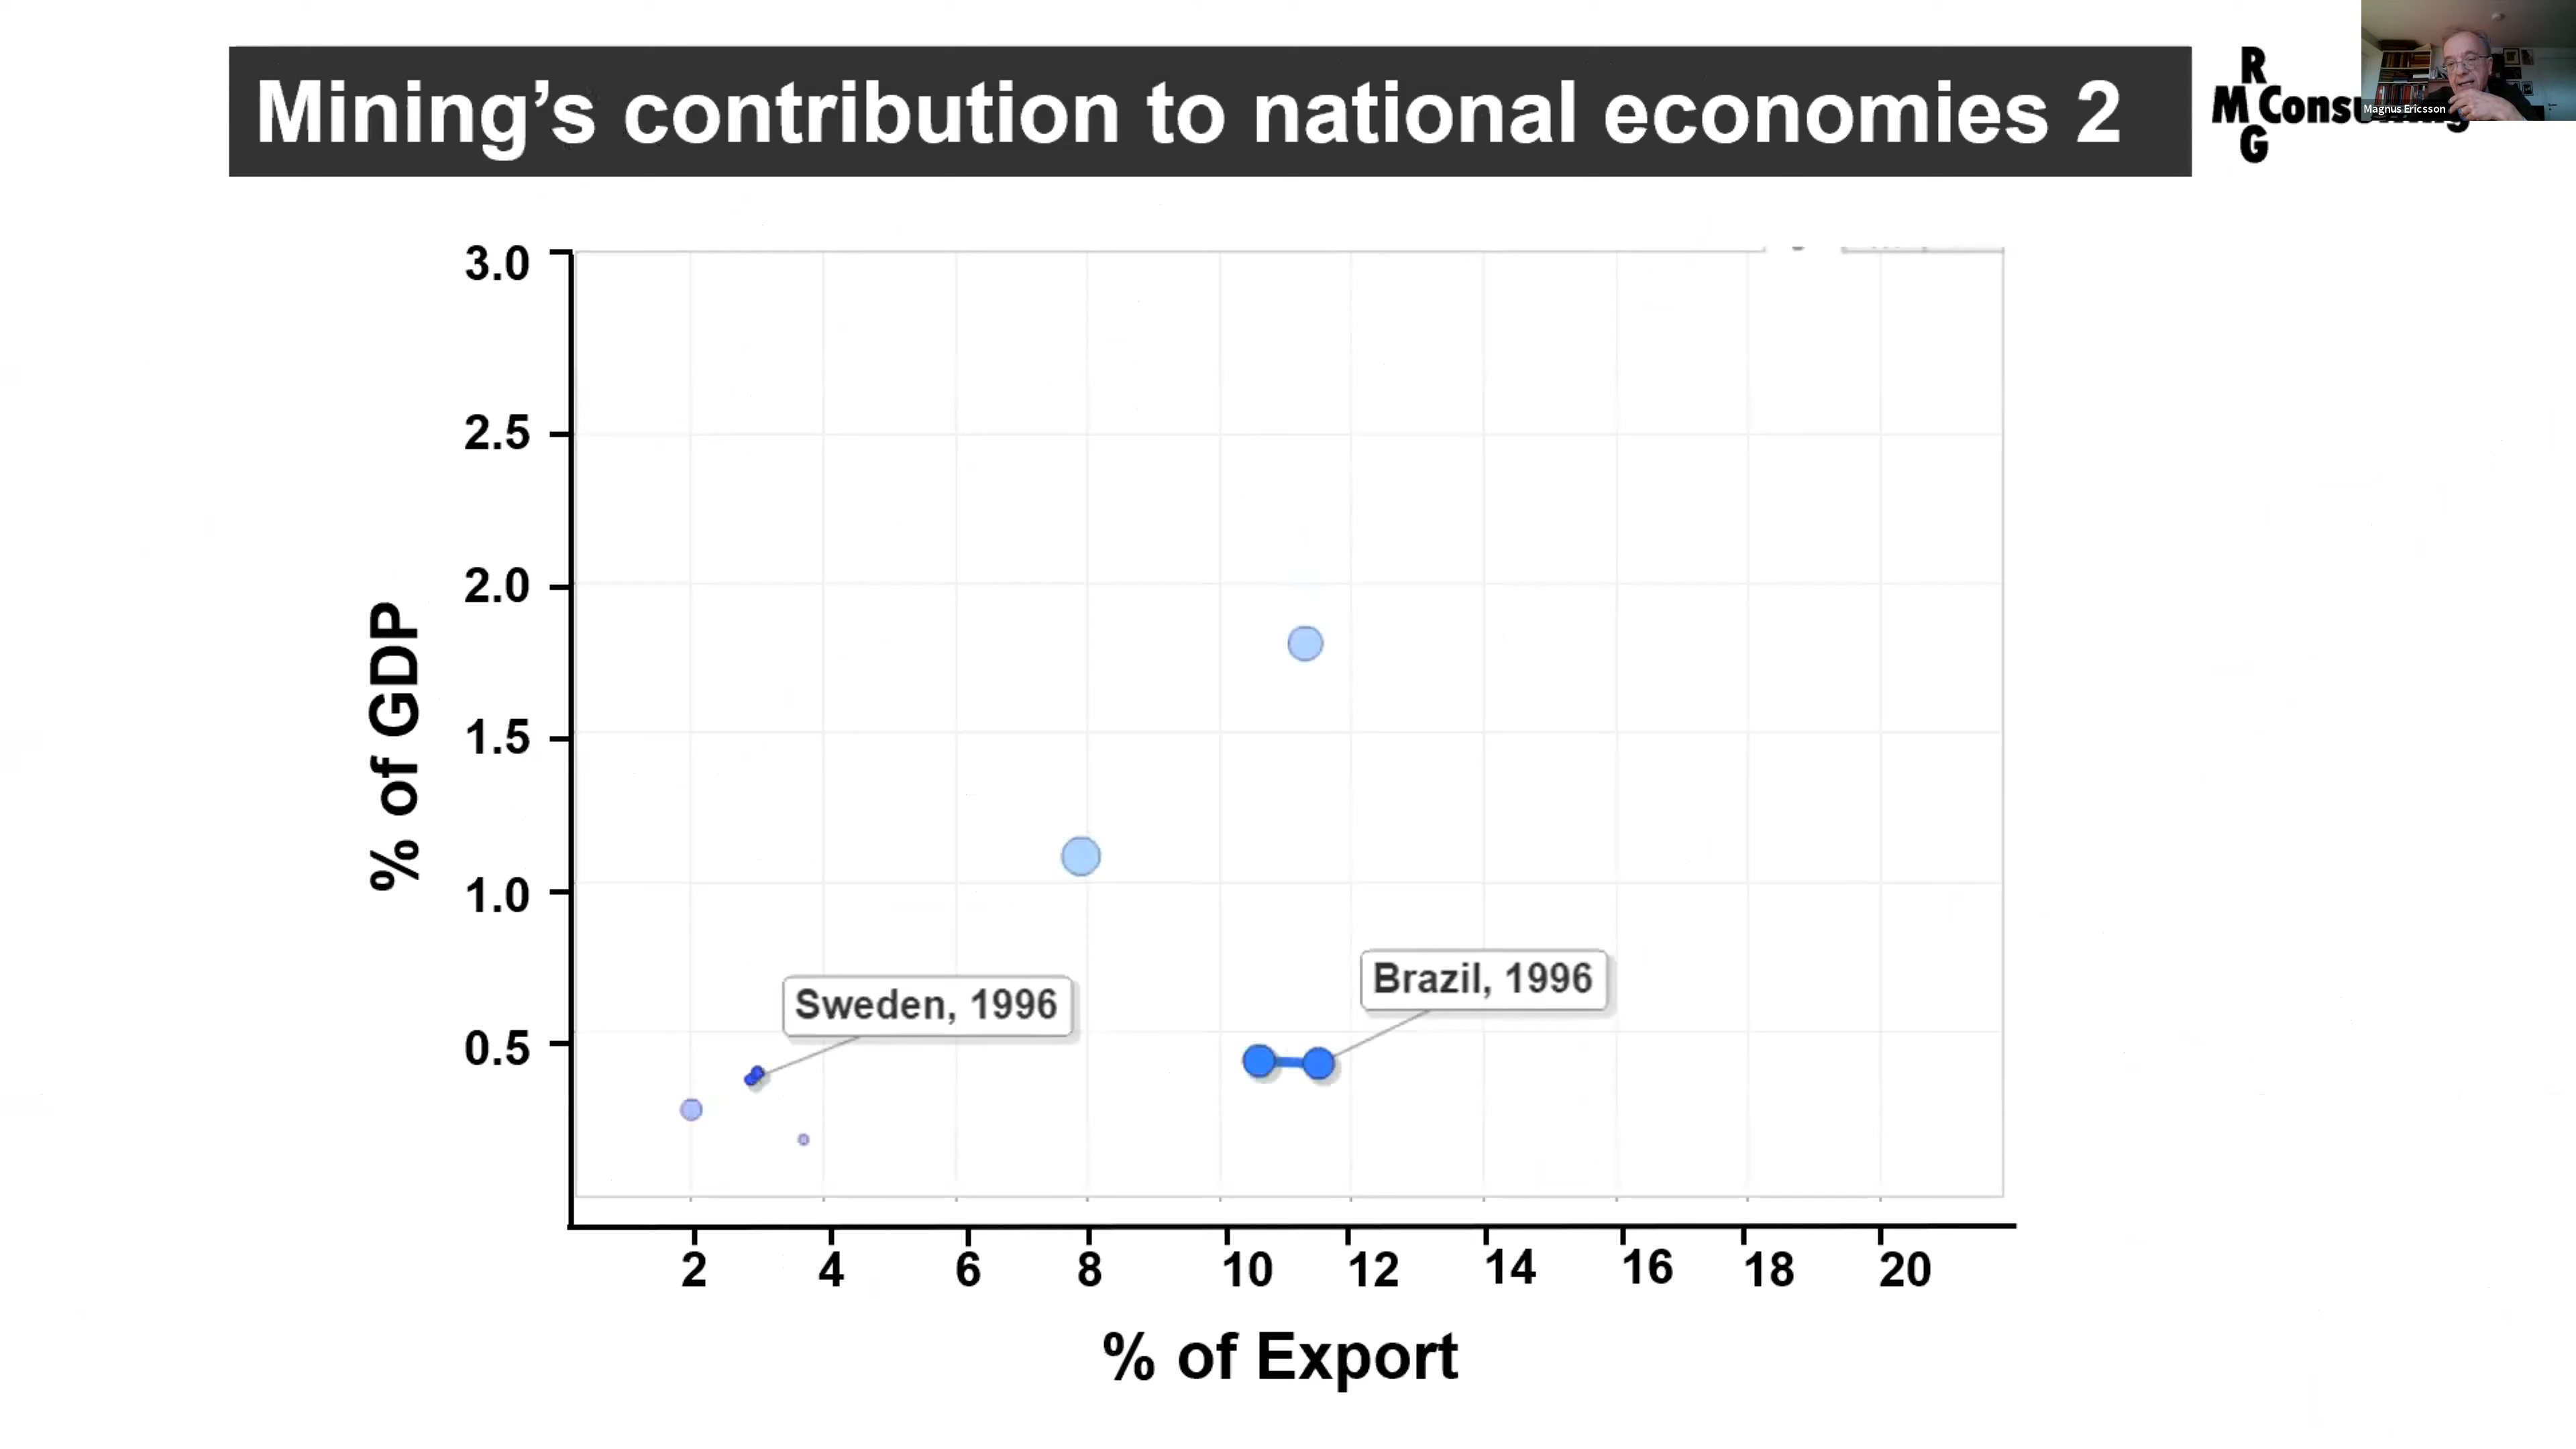 Mining’s contribution to national economies 2
R
M Cons
G
Magnus Ericsson
3.0
2.5
2.0
1.5
1.0
0.5
% of GDP
Sweden, 1996
Brazil, 1996
2 4 6 8 10 12 14 16 18 20
% of Export